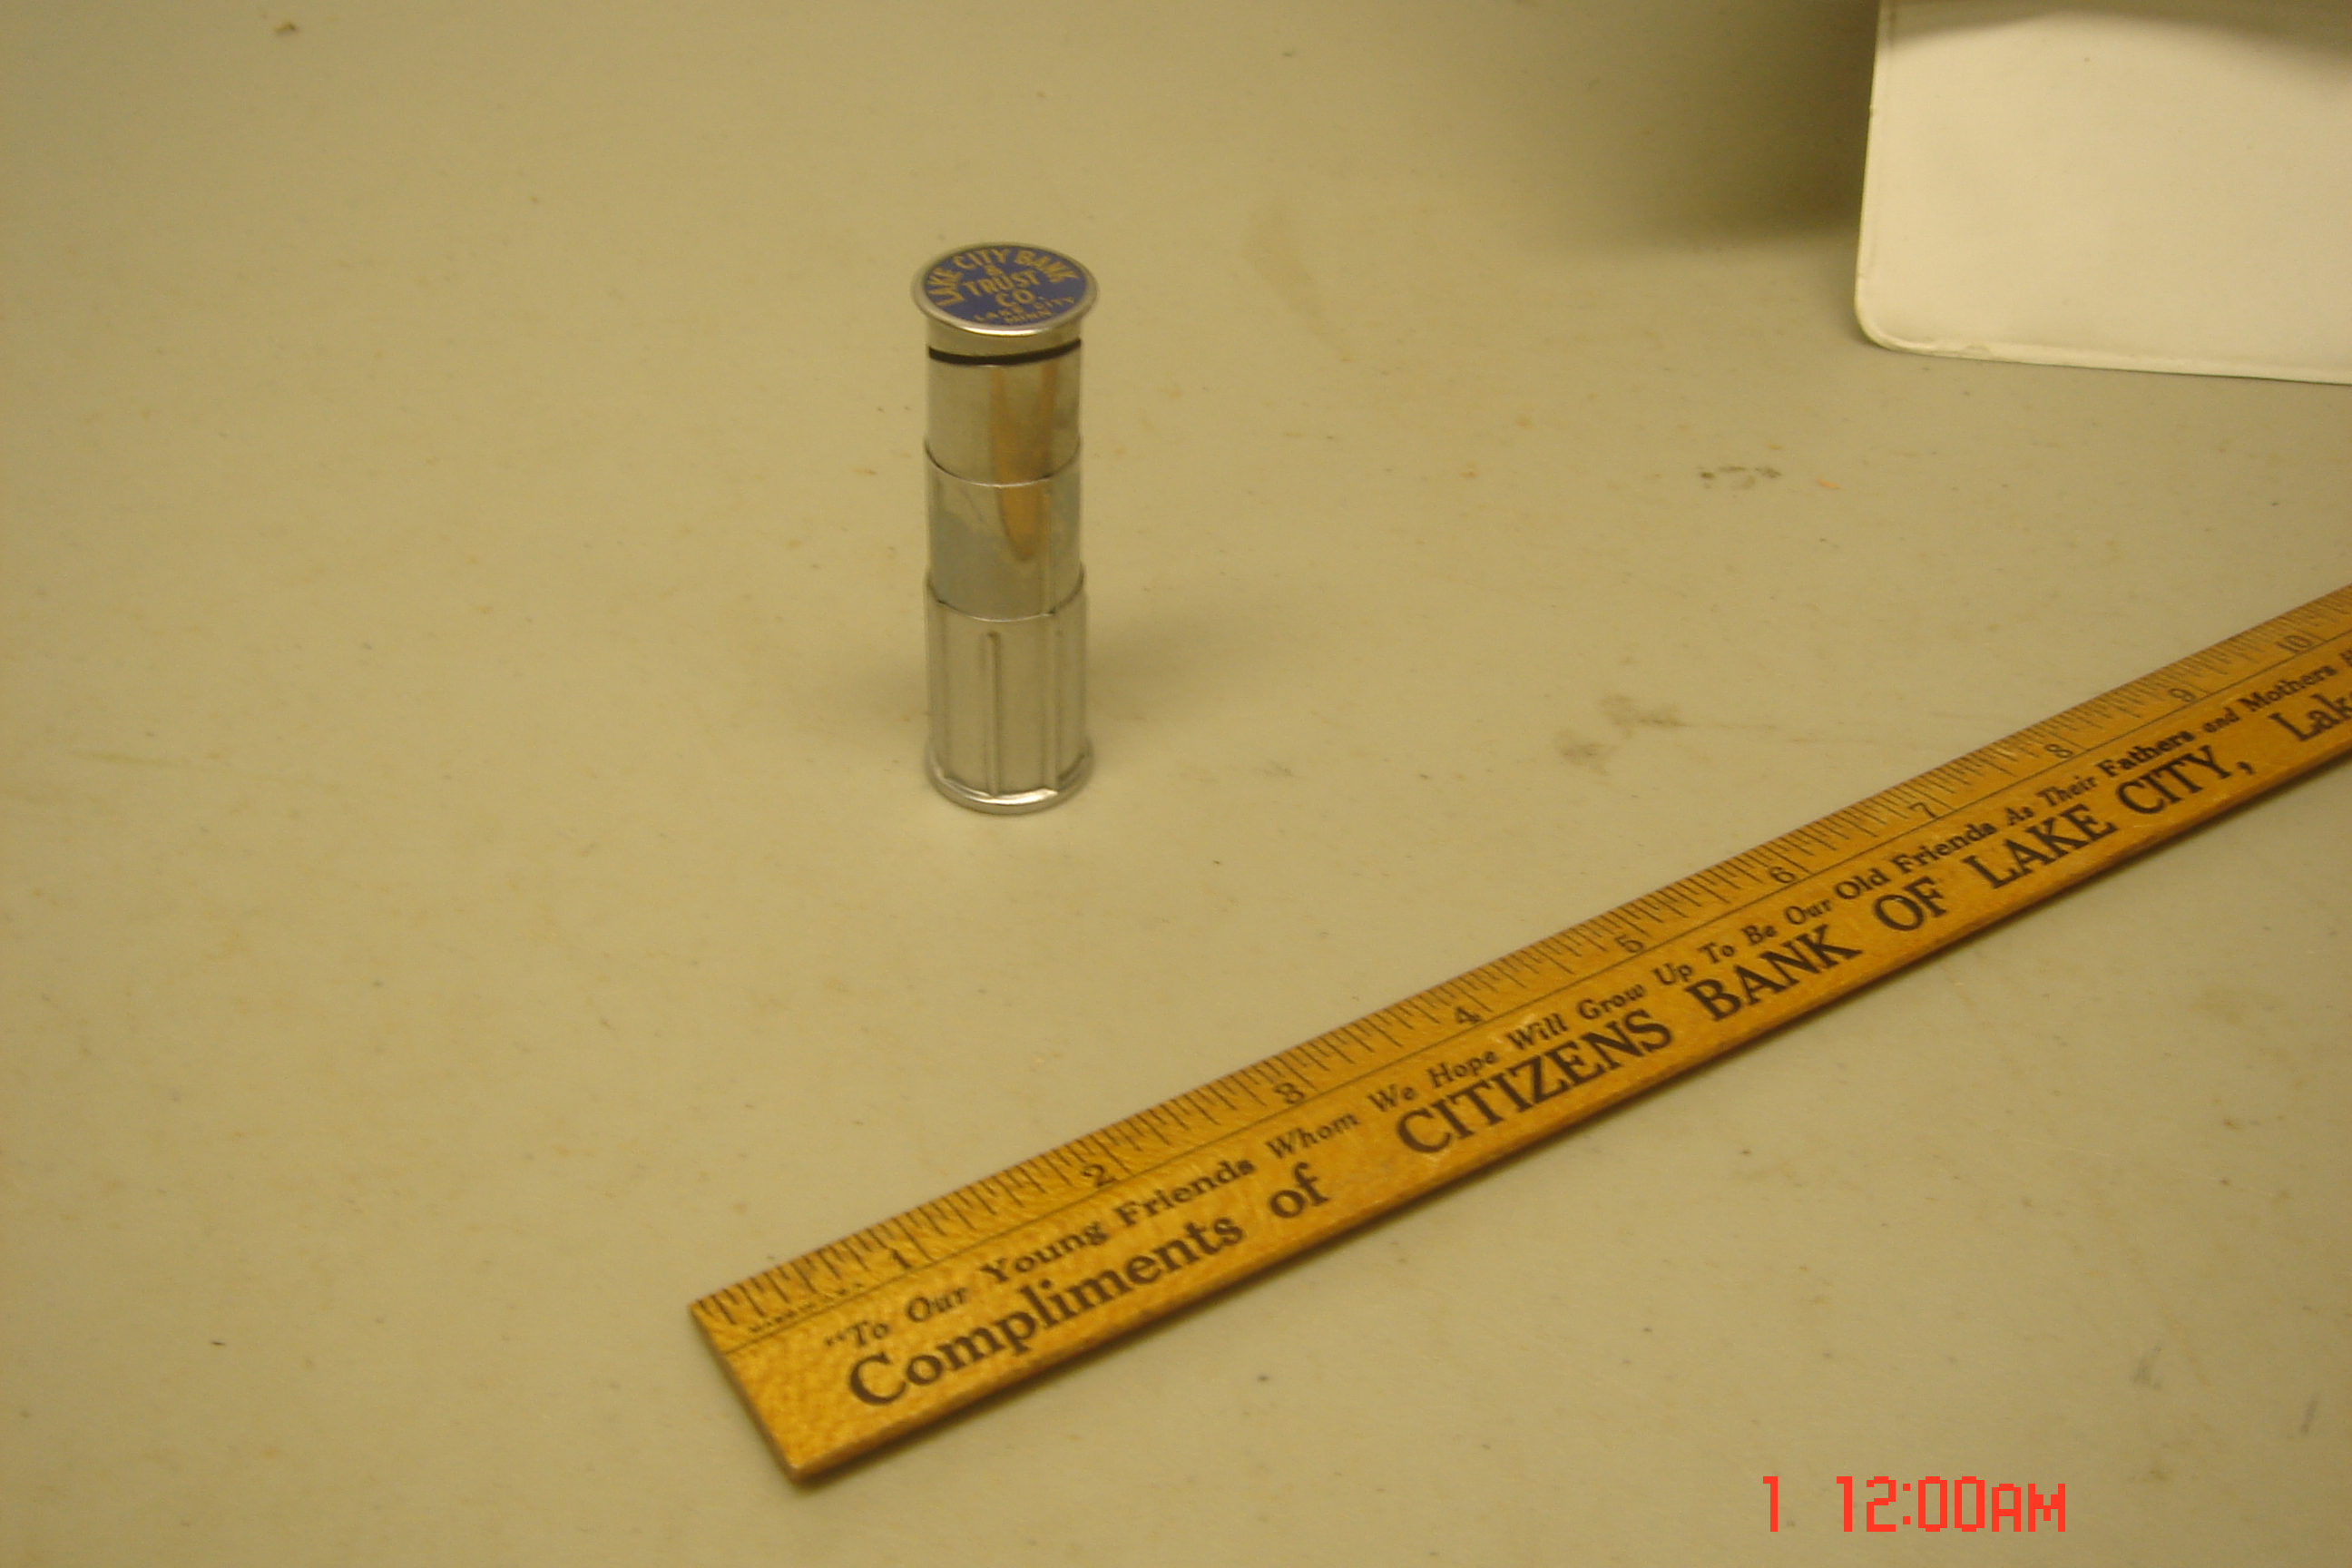 LAKE CITY BANK
&
TRUST
CO.
LAKE CITY
MINN
1 2 3 4 5 6 7 8 9 10
"To Our Young Friends Whom We Hope Will Grow Up To Be Our Old Friends As Their Fathers and Mothers
Compliments of CITIZENS BANK OF LAKE CITY,
1 12:00AM